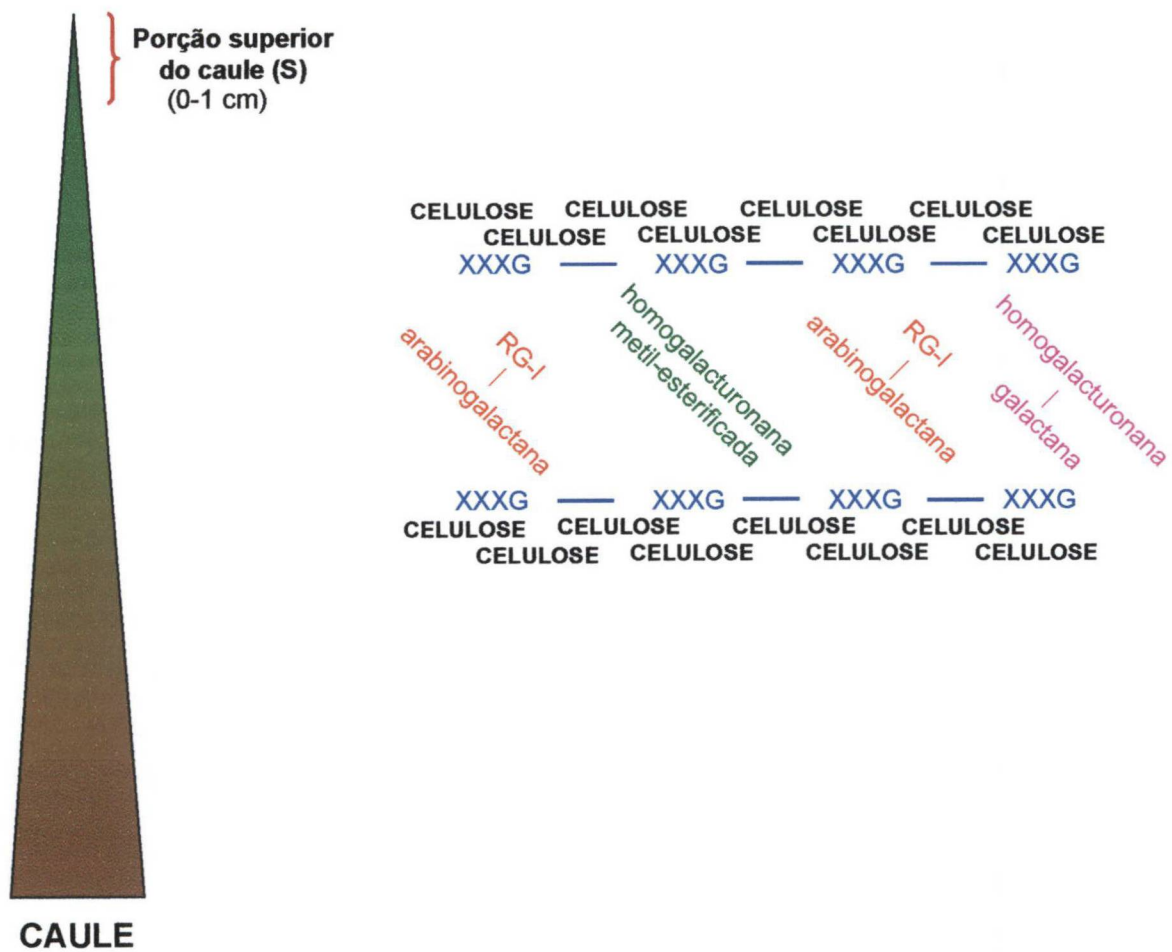 Porção superior
do caule (S)
(0-1 cm)
CELULOSE CELULOSE CELULOSE CELULOSE
CELULOSE CELULOSE CELULOSE CELULOSE
XXXG — XXXG — XXXG — XXXG
arabinogalactana
RG-I
homogalacturonana
metil-esterificada
arabinogalactana
RG-I
homogalacturonana
galactana
XXXG — XXXG — XXXG — XXXG
CELULOSE CELULOSE CELULOSE CELULOSE
CELULOSE CELULOSE CELULOSE CELULOSE
CAULE